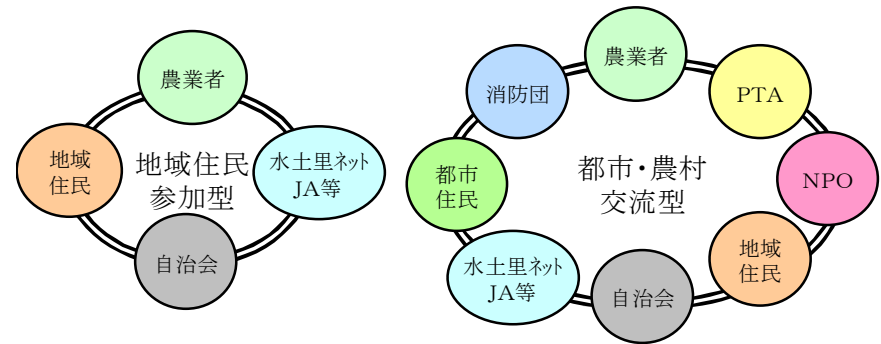 農業者
地域
住民
地域住民
参加型
水土里ネット
JA等
自治会
農業者
消防団
PTA
都市
住民
都市・農村
交流型
NPO
水土里ネット
JA等
自治会
地域
住民